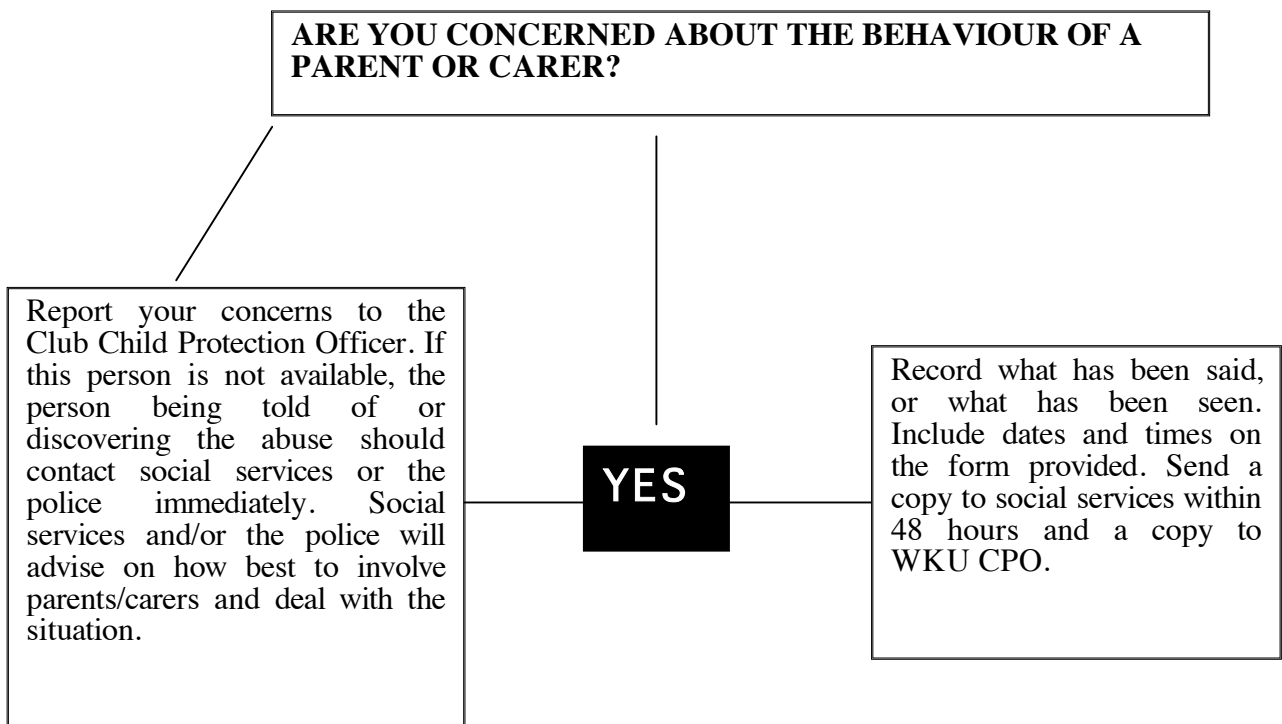 ARE YOU CONCERNED ABOUT THE BEHAVIOUR OF A
PARENT OR CARER?
Report your concerns to the
Club Child Protection Officer. If
this person is not available, the
person being told of or
discovering the abuse should
contact social services or the
police immediately. Social
services and/or the police will
advise on how best to involve
parents/carers and deal with the
situation.
YES
Record what has been said,
or what has been seen.
Include dates and times on
the form provided. Send a
copy to social services within
48 hours and a copy to
WKU CPO.